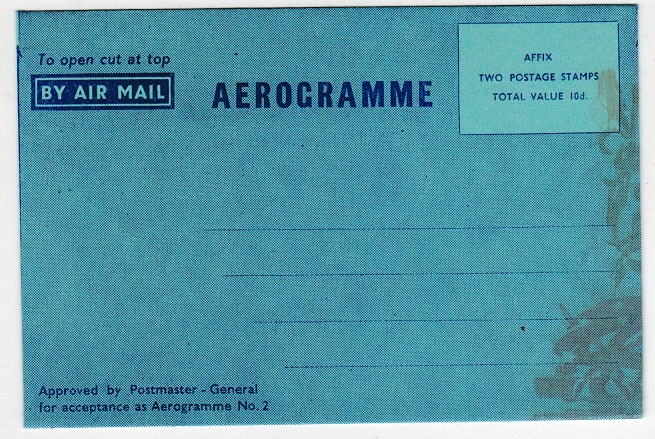 To open cut at top
BY AIR MAIL
AEROGRAMME
AFFIX
TWO POSTAGE STAMPS
TOTAL VALUE 10d.
Approved by Postmaster - General
for acceptance as Aerogramme No. 2